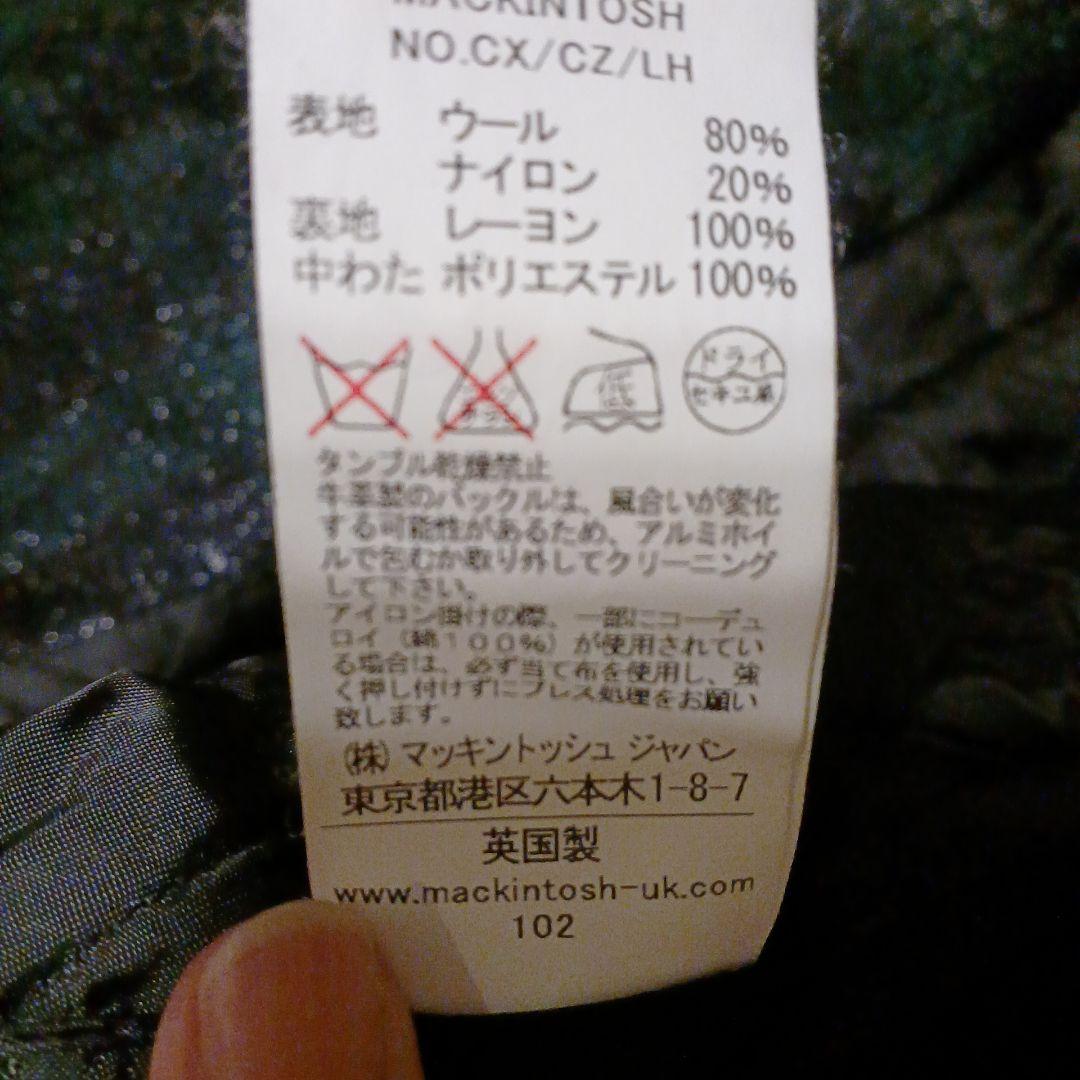 MACKINTOSH
NO.CX/CZ/LH
表地 ウール 80%
ナイロン 20%
裏地 レーヨン 100%
中わた ポリエステル 100%
低
ドライ
セキユ系
タンブル乾燥禁止
牛革製のバックルは、風合いが変化
する可能性があるため、アルミホイ
ルで包むか取り外してクリーニング
して下さい。
アイロン掛けの際、一部にコーデュ
ロイ（綿１００％）が使用されてい
る場合は、必ず当て布を使用し、強
く押し付けずにプレス処理をお願い
致します。
（株）マッキントッシュ ジャパン
東京都港区六本木1-8-7
英国製
www.mackintosh-uk.com
102